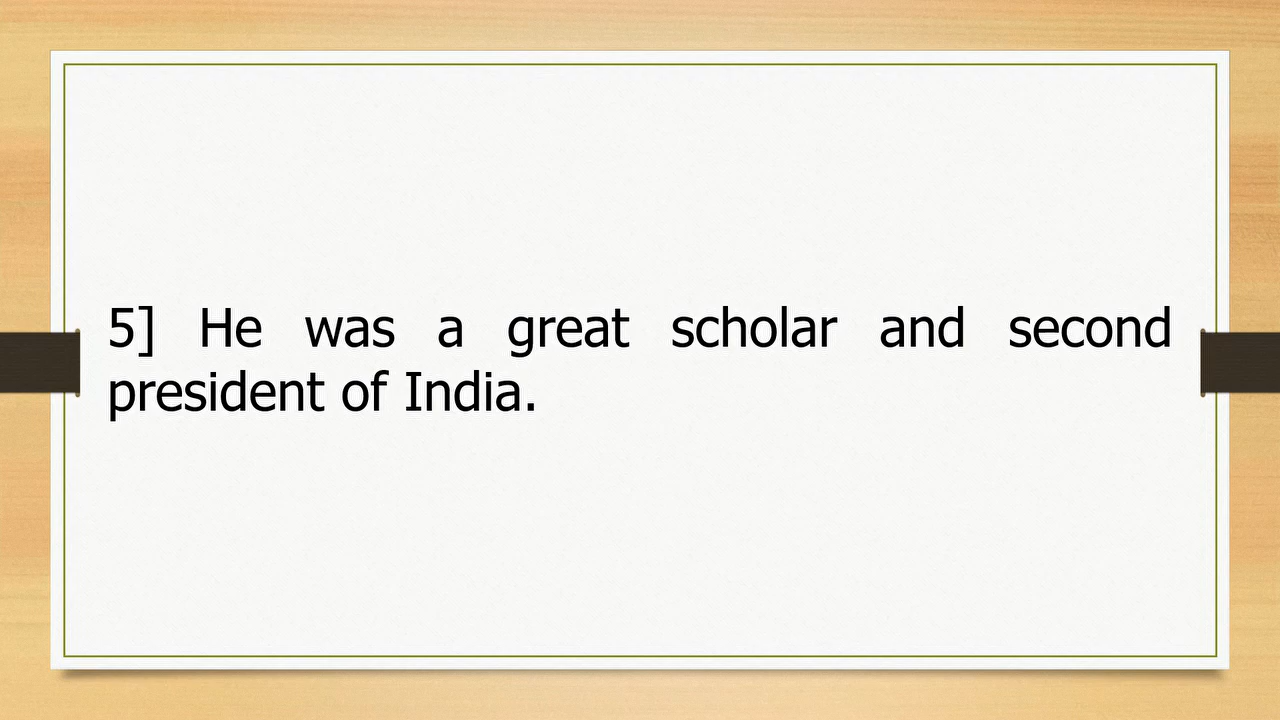 5] He was a great scholar and second
president of India.